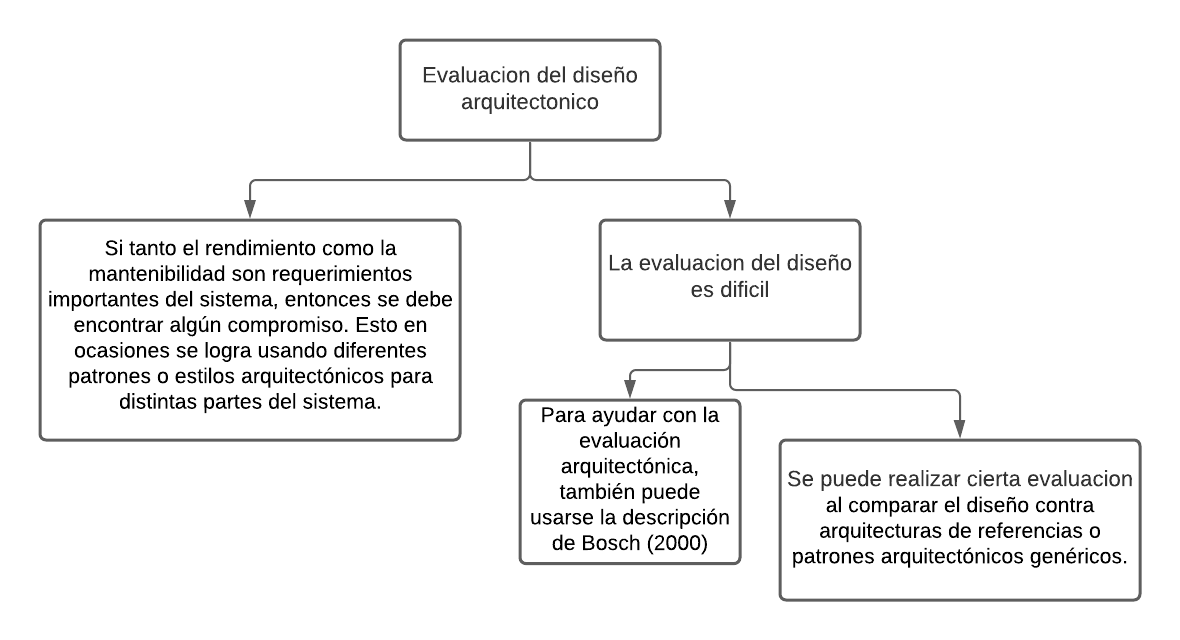 Evaluacion del diseño
arquitectonico
Si tanto el rendimiento como la
mantenibilidad son requerimientos
importantes del sistema, entonces se debe
encontrar algún compromiso. Esto en
ocasiones se logra usando diferentes
patrones o estilos arquitectónicos para
distintas partes del sistema.
La evaluacion del diseño
es dificil
Para ayudar con la
evaluación
arquitectónica,
también puede
usarse la descripción
de Bosch (2000)
Se puede realizar cierta evaluacion
al comparar el diseño contra
arquitecturas de referencias o
patrones arquitectónicos genéricos.